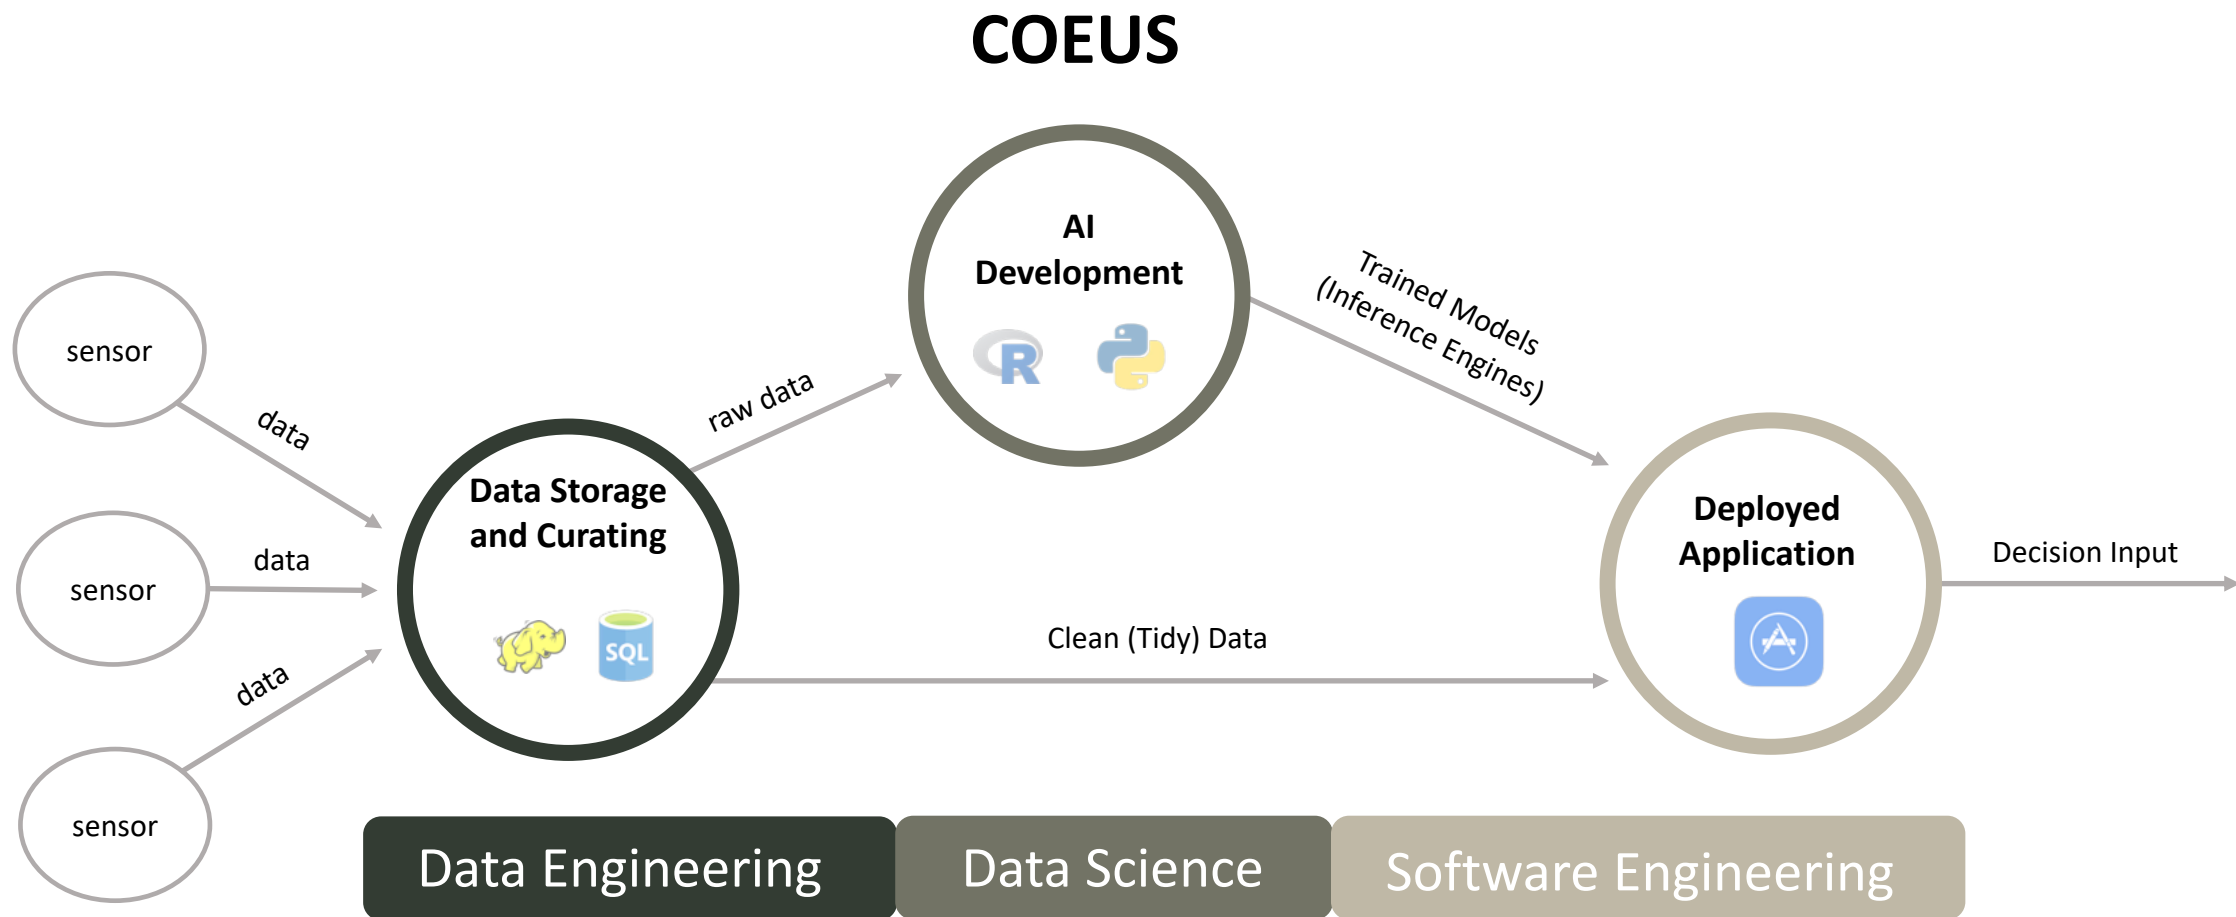 COEUS
AI
Development
R
Trained Models
(Inference Engines)
sensor
data
raw data
Data Storage
and Curating
SQL
sensor
data
Deployed
Application
Decision Input
Clean (Tidy) Data
data
sensor
Data Engineering
Data Science
Software Engineering